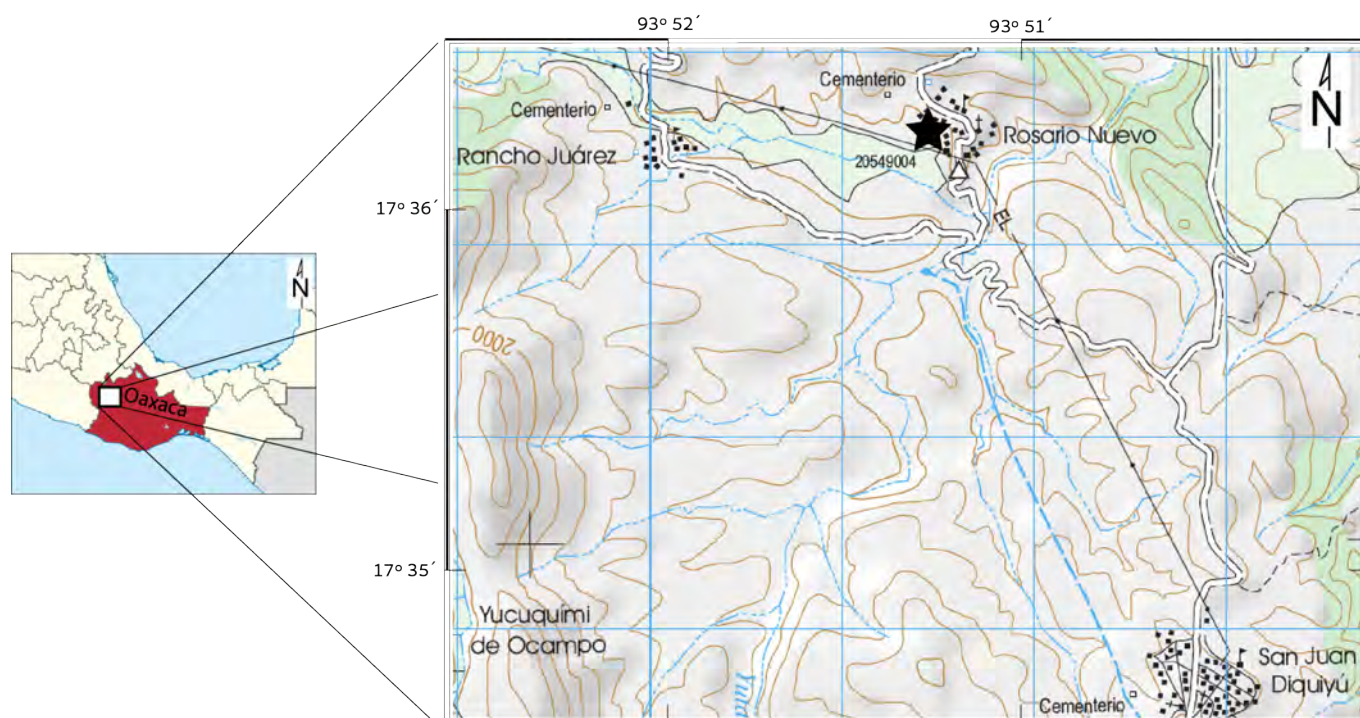 93º 52´
93º 51´
Cementerio
N
Cementerio
Rosario Nuevo
Rancho Juárez
20549004
17º 36´
EL
N
2000
Oaxaca
17º 35´
Yucuquími
de Ocampo
San Juan
Diquiyú
Cementerio